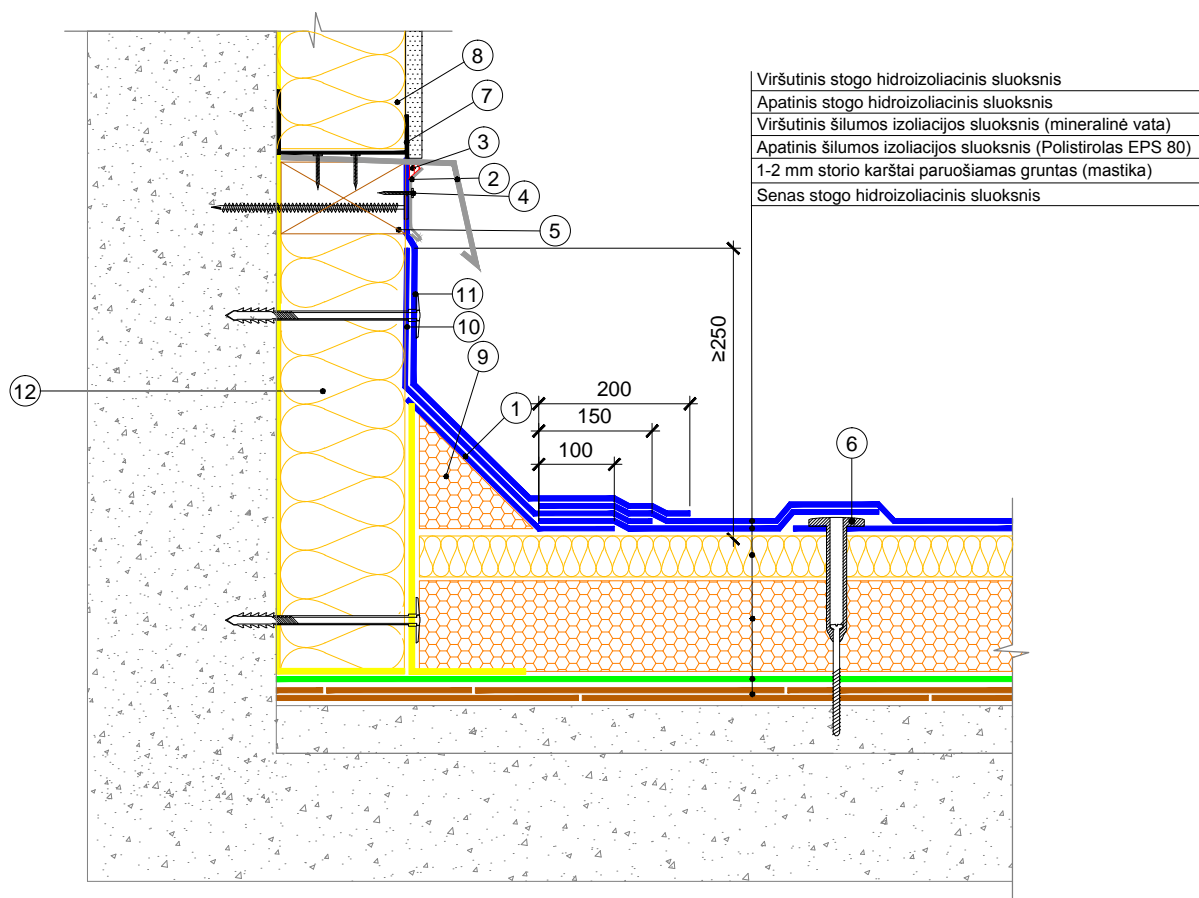 8
7
3
2
4
5
11
10
9
1
12
6
Viršutinis stogo hidroizoliacinis sluoksnis
Apatinis stogo hidroizoliacinis sluoksnis
Viršutinis šilumos izoliacijos sluoksnis (mineralinė vata)
Apatinis šilumos izoliacijos sluoksnis (Polistirolas EPS 80)
1-2 mm storio karštai paruošiamas gruntas (mastika)
Senas stogo hidroizoliacinis sluoksnis
≥250
200
150
100